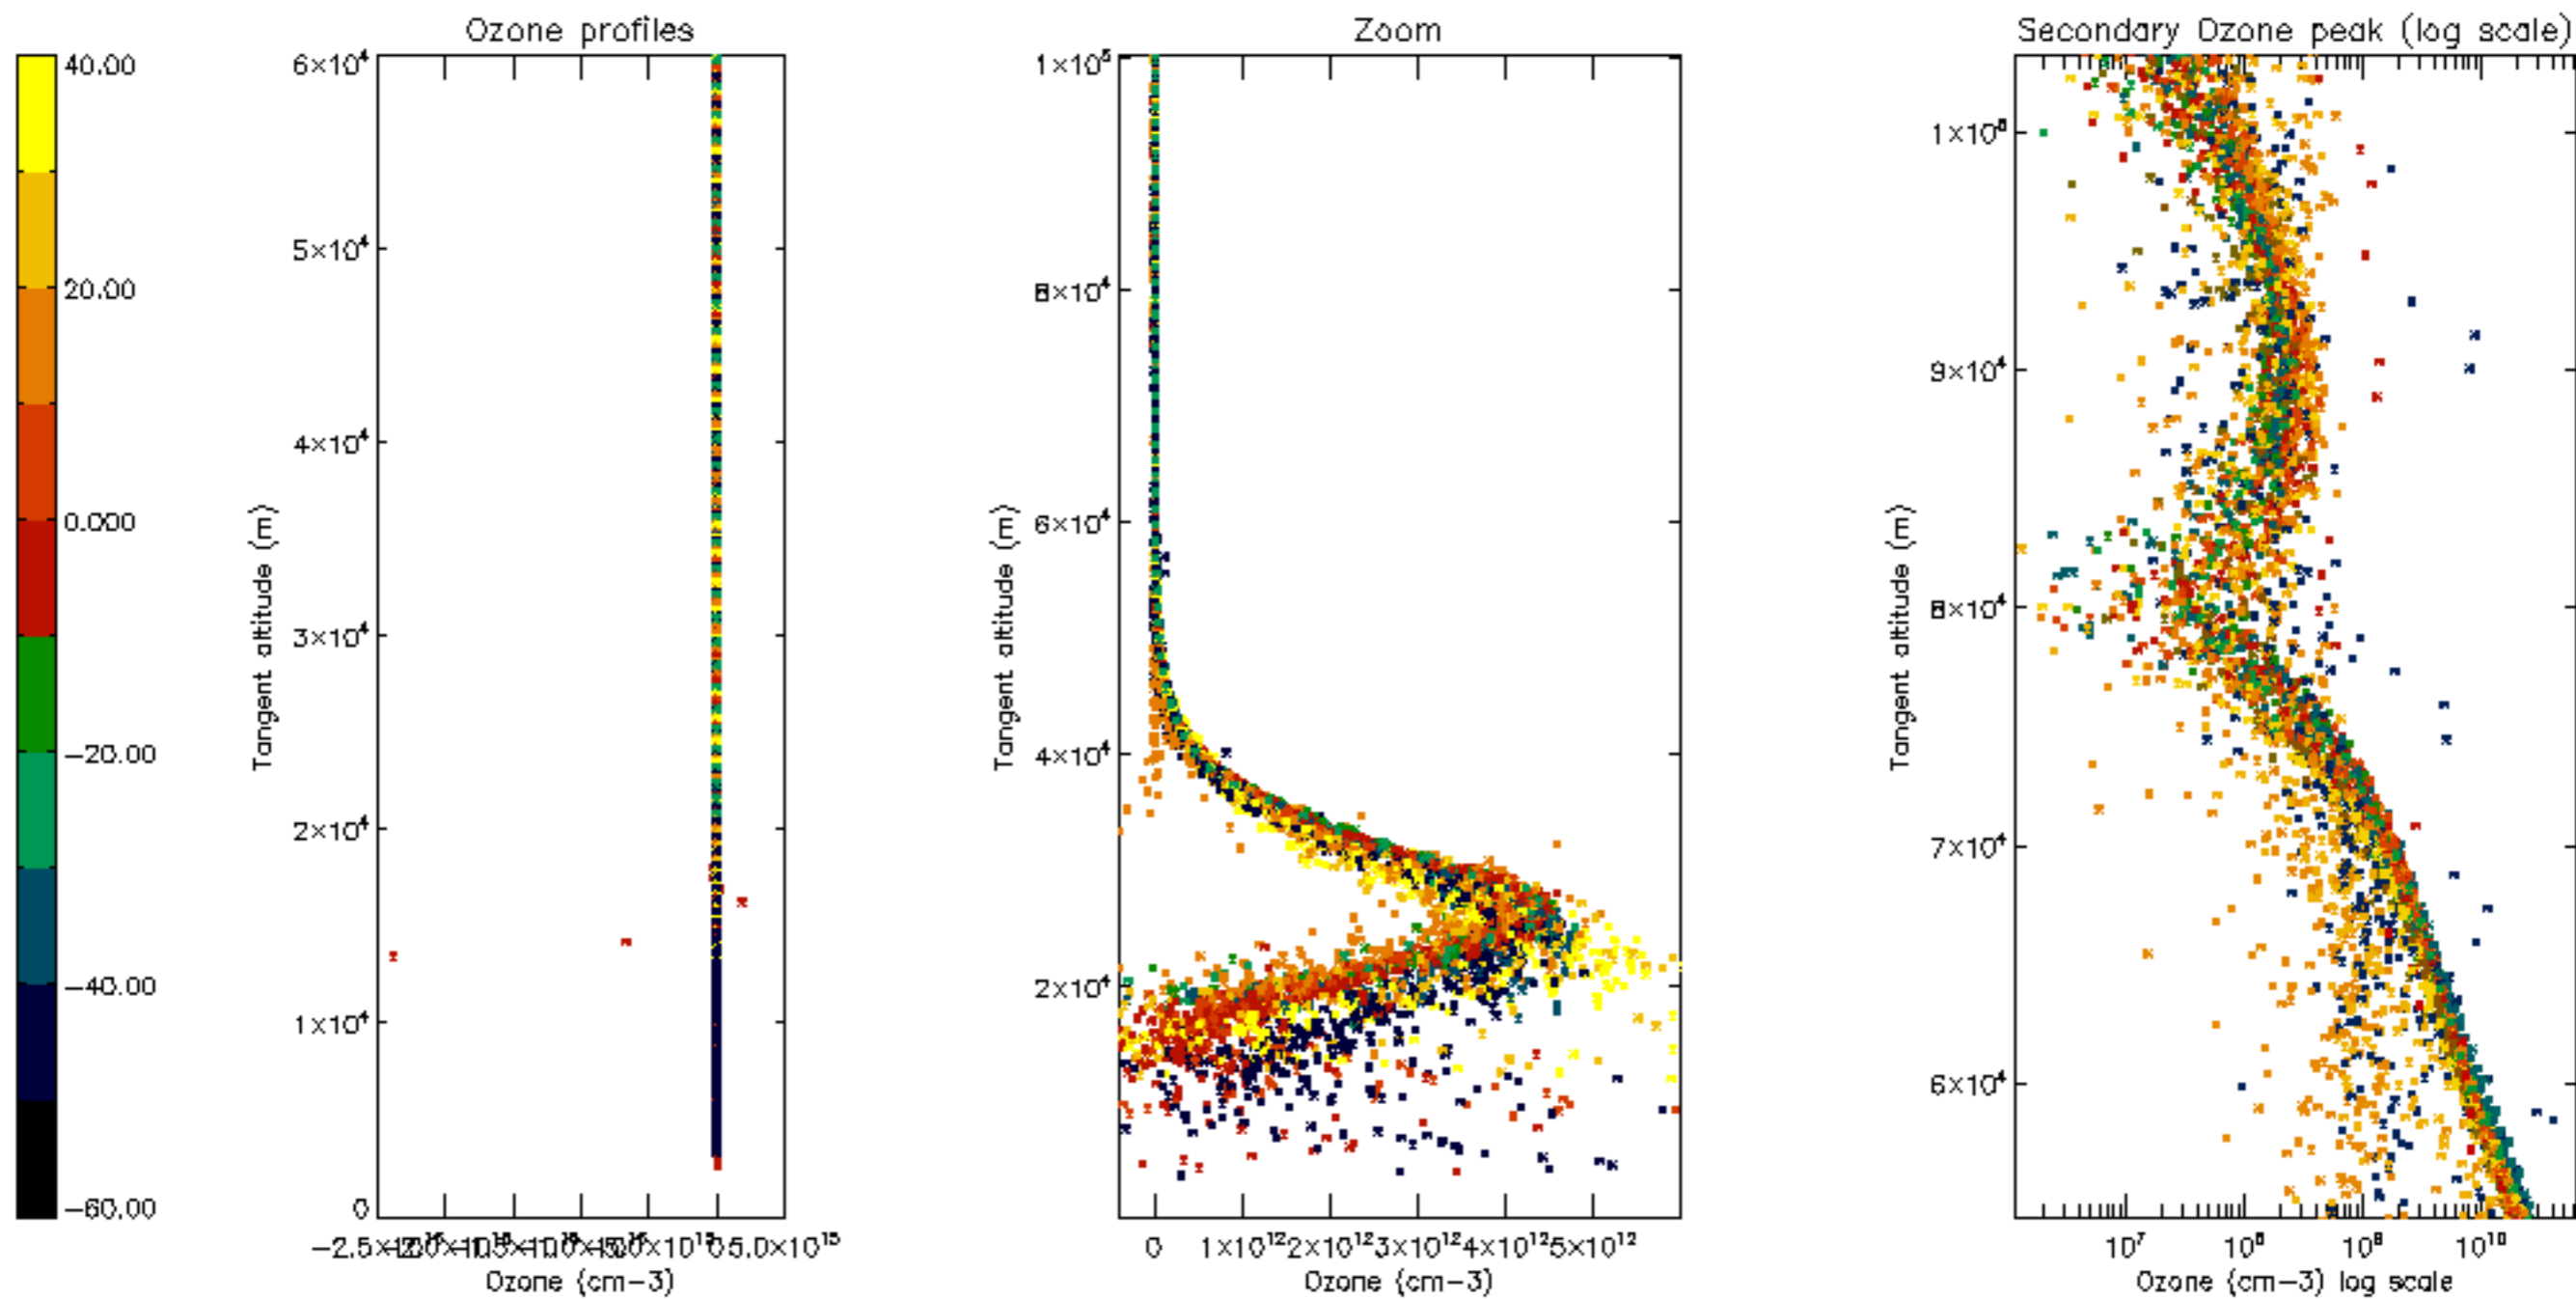 Ozone profiles
Zoom
Secondary Ozone peak (log scale)
40.00
20.00
0.000
−20.00
−40.00
−60.00
6×10⁴
5×10⁴
4×10⁴
3×10⁴
2×10⁴
1×10⁴
0
Tangent altitude (m)
0
5.0×10¹⁵
Ozone (cm−3)
1×10⁵
8×10⁴
6×10⁴
4×10⁴
2×10⁴
Tangent altitude (m)
0 1×10¹² 2×10¹² 3×10¹² 4×10¹² 5×10¹²
Ozone (cm−3)
1×10⁵
9×10⁴
8×10⁴
7×10⁴
6×10⁴
Tangent altitude (m)
10⁷ 10⁸ 10⁹ 10¹⁰
Ozone (cm−3) log scale